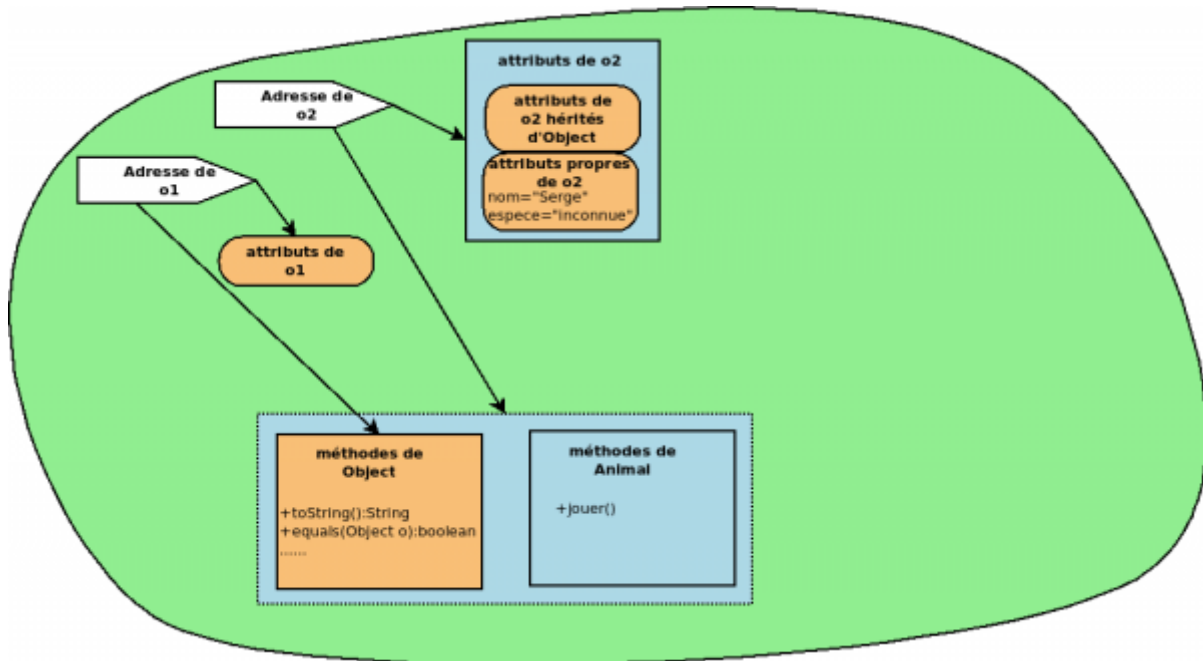 attributs de o2
Adresse de
o2
attributs de
o2 hérités
d'Object
attributs propres
de o2
nom="Serge"
espece="inconnue"
Adresse de
o1
attributs de
o1
méthodes de
Object
+toString():String
+equals(Object o):boolean
......
méthodes de
Animal
+jouer()